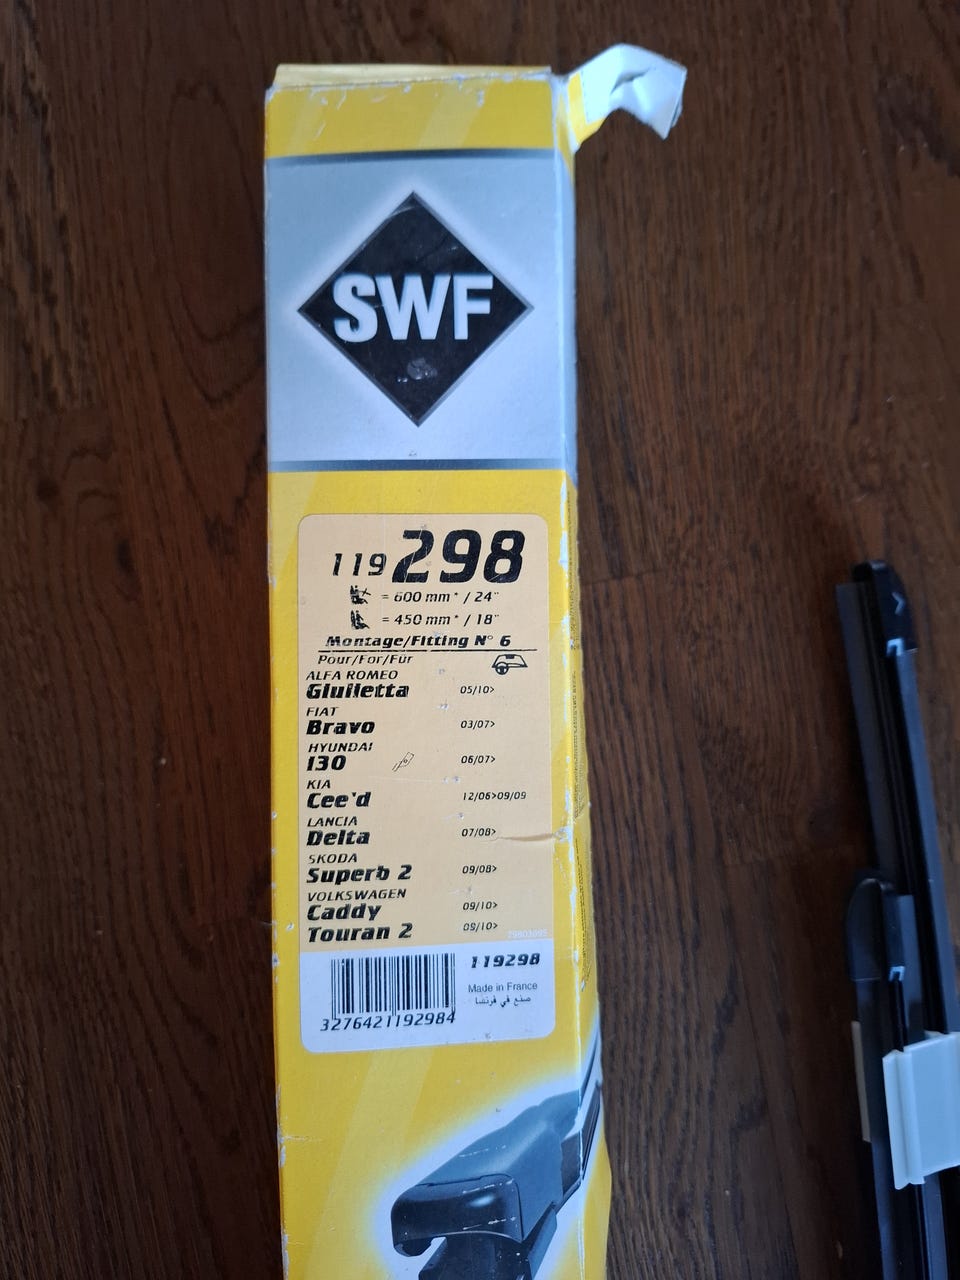 SWF
119 298
= 600 mm* / 24"
= 450 mm* / 18"
Montage/Fitting N° 6
Pour/For/Für
ALFA ROMEO
Giulietta 05/10>
FIAT
Bravo 03/07>
HYUNDAI
I30 06/07>
KIA
Cee'd 12/06>09/09
LANCIA
Delta 07/08>
SKODA
Superb 2 09/08>
VOLKSWAGEN
Caddy 09/10>
Touran 2 09/10>
119298
Made in France
صنع في فرنسا
3276421192984